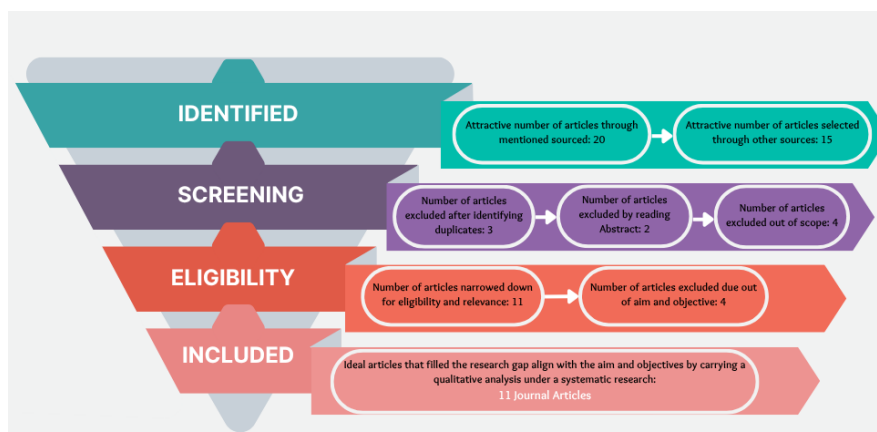 IDENTIFIED
Attractive number of articles through
mentioned sourced: 20
Attractive number of articles selected
through other sources: 15
SCREENING
Number of articles
excluded after identifying
duplicates: 3
Number of articles
excluded by reading
Abstract: 2
Number of articles
excluded out of scope: 4
ELIGIBILITY
Number of articles narrowed down
for eligibility and relevance: 11
Number of articles excluded due out
of aim and objective: 4
INCLUDED
Ideal articles that filled the research gap align with the aim and objectives by carrying a
qualitative analysis under a systematic research:
11 Journal Articles